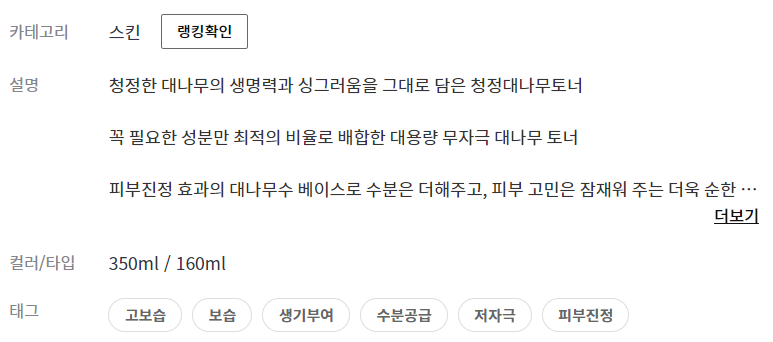 카테고리 스킨 랭킹확인
설명 청정한 대나무의 생명력과 싱그러움을 그대로 담은 청정대나무토너
꼭 필요한 성분만 최적의 비율로 배합한 대용량 무자극 대나무 토너
피부진정 효과의 대나무수 베이스로 수분은 더해주고, 피부 고민은 잠재워 주는 더욱 순한 …
더보기
컬러/타입 350ml / 160ml
태그 고보습 보습 생기부여 수분공급 저자극 피부진정